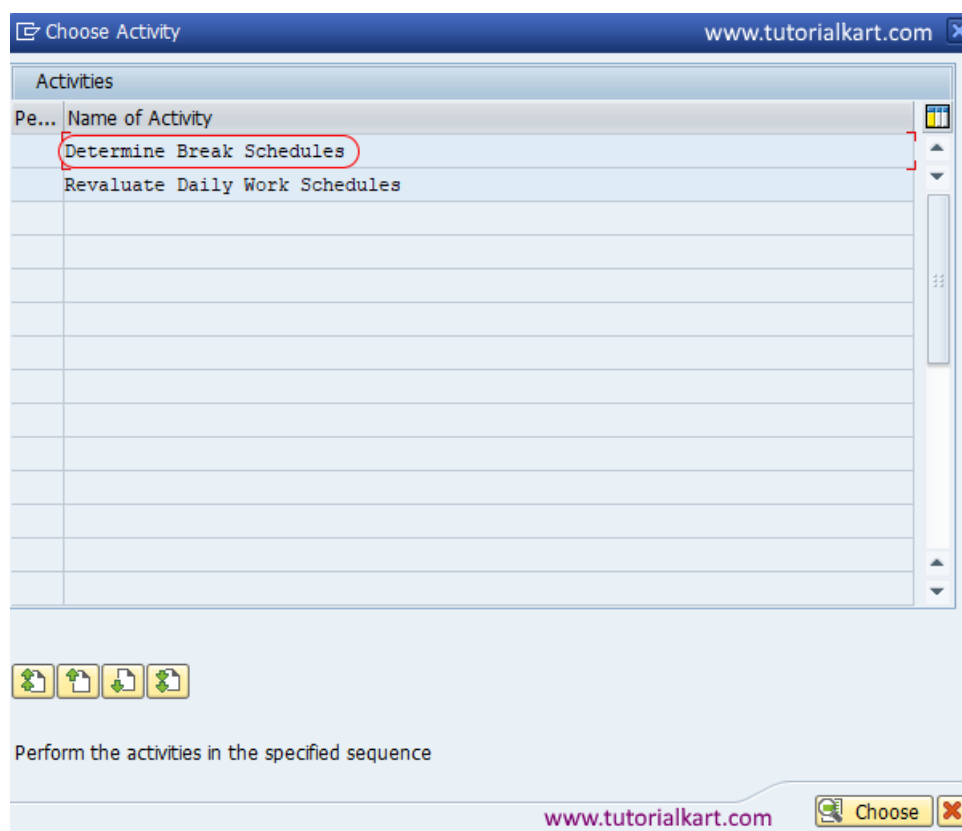 Choose Activity www.tutorialkart.com
Activities
Pe... Name of Activity
Determine Break Schedules
Revaluate Daily Work Schedules
Perform the activities in the specified sequence
www.tutorialkart.com Choose